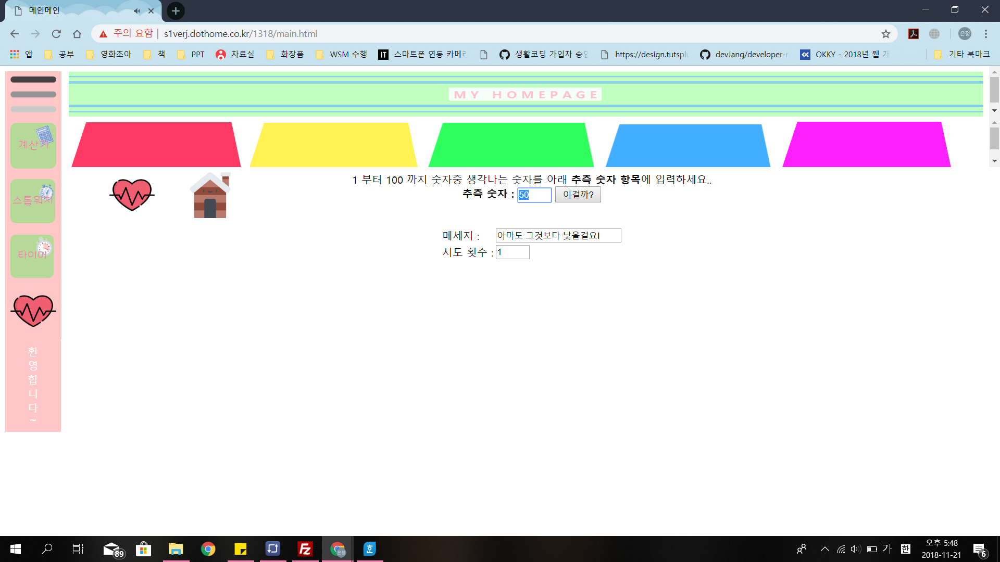 메인메인
주의 요함
s1verj.dothome.co.kr/1318/main.html
은정
앱
공부
영화조아
책
PPT
자료실
화장품
WSM 수행
IT
스마트폰 연동 카메라
생활코딩 가입자 승인
https://design.tutsplu
devJang/developer-r
OKKY - 2018년 웹 개
기타 북마크
MY HOMEPAGE
계산기
스톱워치
타이머
환
영
합
니
다
~
1 부터 100 까지 숫자중 생각나는 숫자를 아래 추측 숫자 항목에 입력하세요..
추측 숫자 : 50 이걸까?
메세지 : 아마도 그것보다 낮을걸요!
시도 횟수 : 1
89
Fz
가
한
오후 5:48
2018-11-21
6